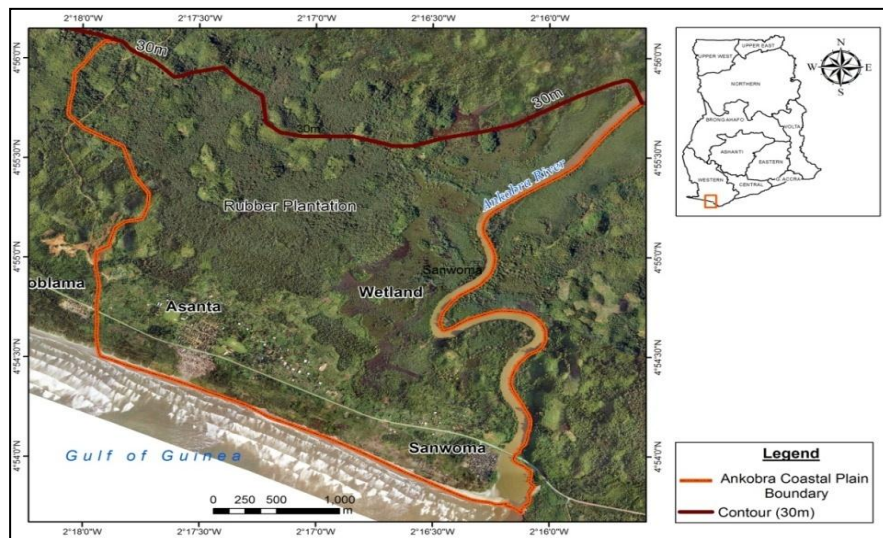 2°18'0"W 2°17'30"W 2°17'0"W 2°16'30"W 2°16'0"W
4°56'0"N
4°55'30"N
4°55'0"N
4°54'30"N
4°54'0"N
30m
30m
30m
Ankobra River
Rubber Plantation
Sanwoma
Wetland
oblama
Asanta
Sanwoma
Gulf of Guinea
0 250 500 1,000
m
4°56'0"N
4°55'30"N
4°55'0"N
4°54'30"N
4°54'0"N
2°18'0"W 2°17'30"W 2°17'0"W 2°16'30"W 2°16'0"W
UPPER EAST
UPPER WEST
NORTHERN
BRONG AHAFO
VOLTA
ASHANTI
EASTERN
WESTERN
CENTRAL
G. ACCRA
N
W E
S
Legend
Ankobra Coastal Plain
Boundary
Contour (30m)